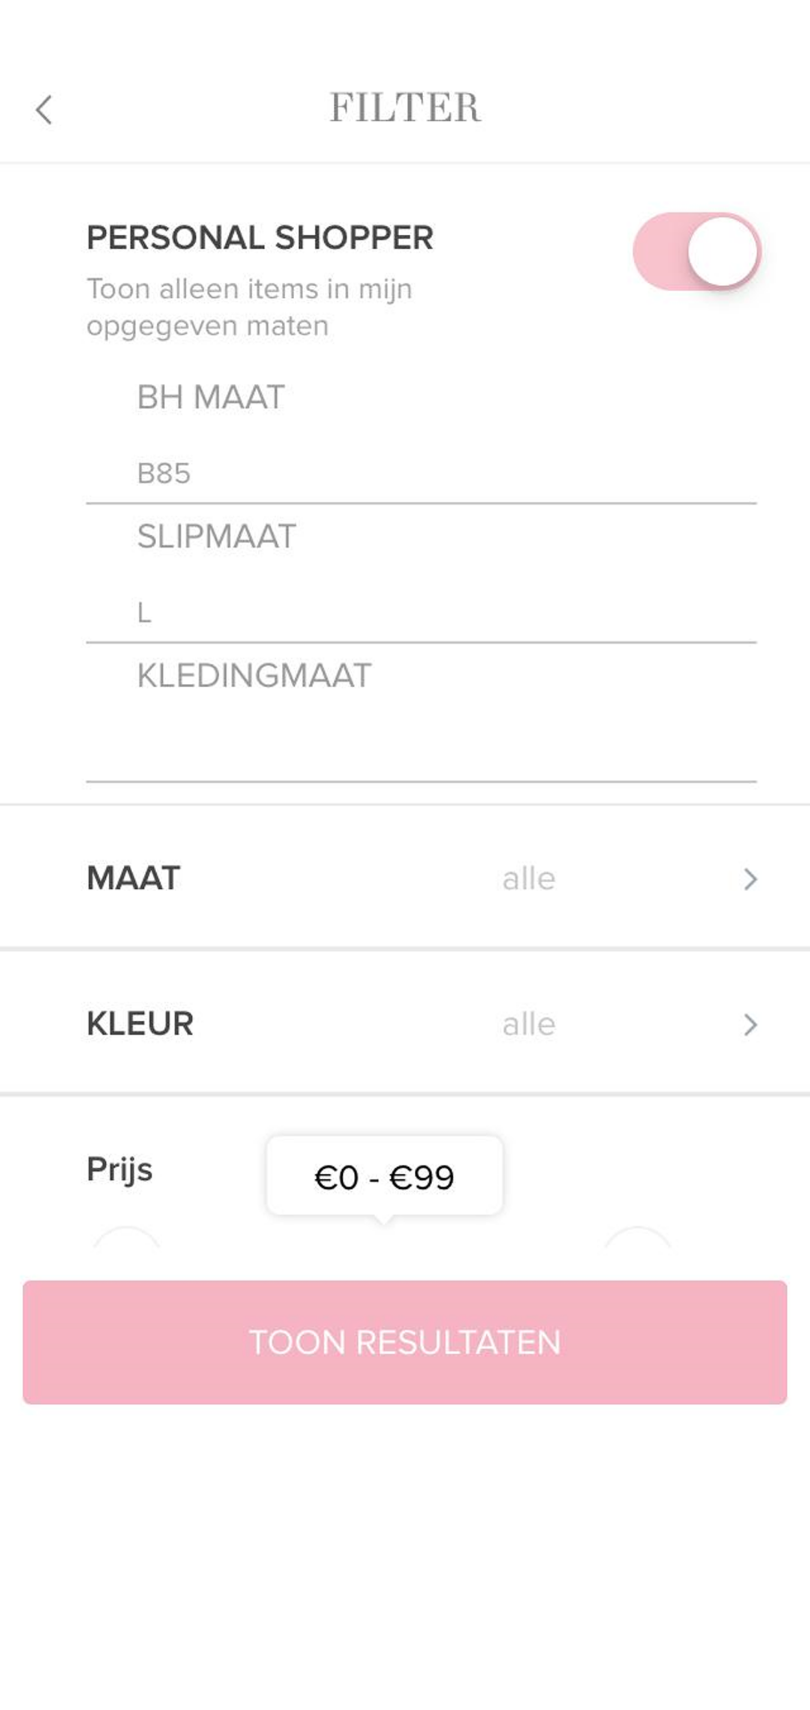 FILTER
PERSONAL SHOPPER
Toon alleen items in mijn
opgegeven maten
BH MAAT
B85
SLIPMAAT
L
KLEDINGMAAT
MAAT alle
KLEUR alle
Prijs €0 - €99
TOON RESULTATEN